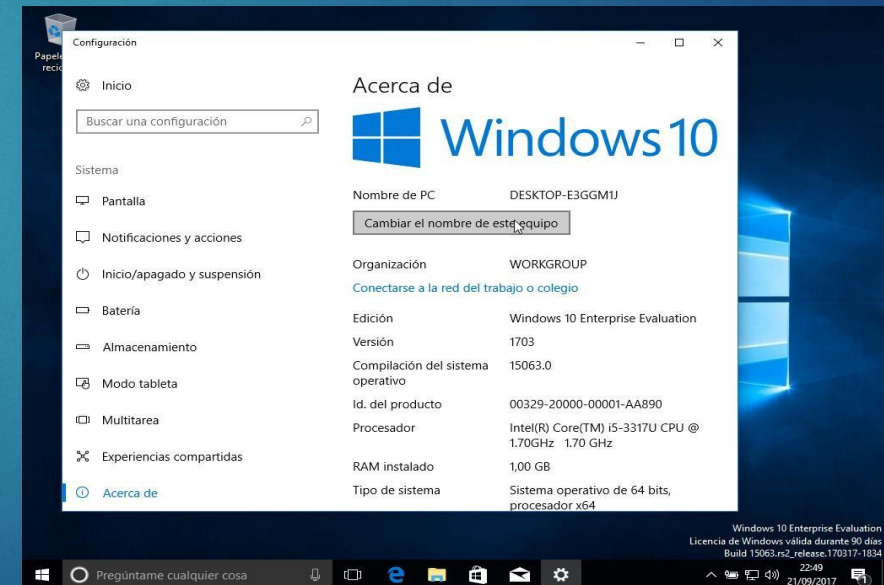 Papele
recic
Configuración
Inicio
Buscar una configuración
Sistema
Pantalla
Notificaciones y acciones
Inicio/apagado y suspensión
Batería
Almacenamiento
Modo tableta
Multitarea
Experiencias compartidas
Acerca de
Acerca de
Windows 10
Nombre de PC DESKTOP-E3GGM1J
Cambiar el nombre de este equipo
Organización WORKGROUP
Conectarse a la red del trabajo o colegio
Edición Windows 10 Enterprise Evaluation
Versión 1703
Compilación del sistema 15063.0
operativo
Id. del producto 00329-20000-00001-AA890
Procesador Intel(R) Core(TM) i5-3317U CPU @
1.70GHz 1.70 GHz
RAM instalado 1,00 GB
Tipo de sistema Sistema operativo de 64 bits,
procesador x64
Windows 10 Enterprise Evaluation
Licencia de Windows válida durante 90 días
Build 15063.rs2_release.170317-1834
Pregúntame cualquier cosa
22:49
21/09/2017
1